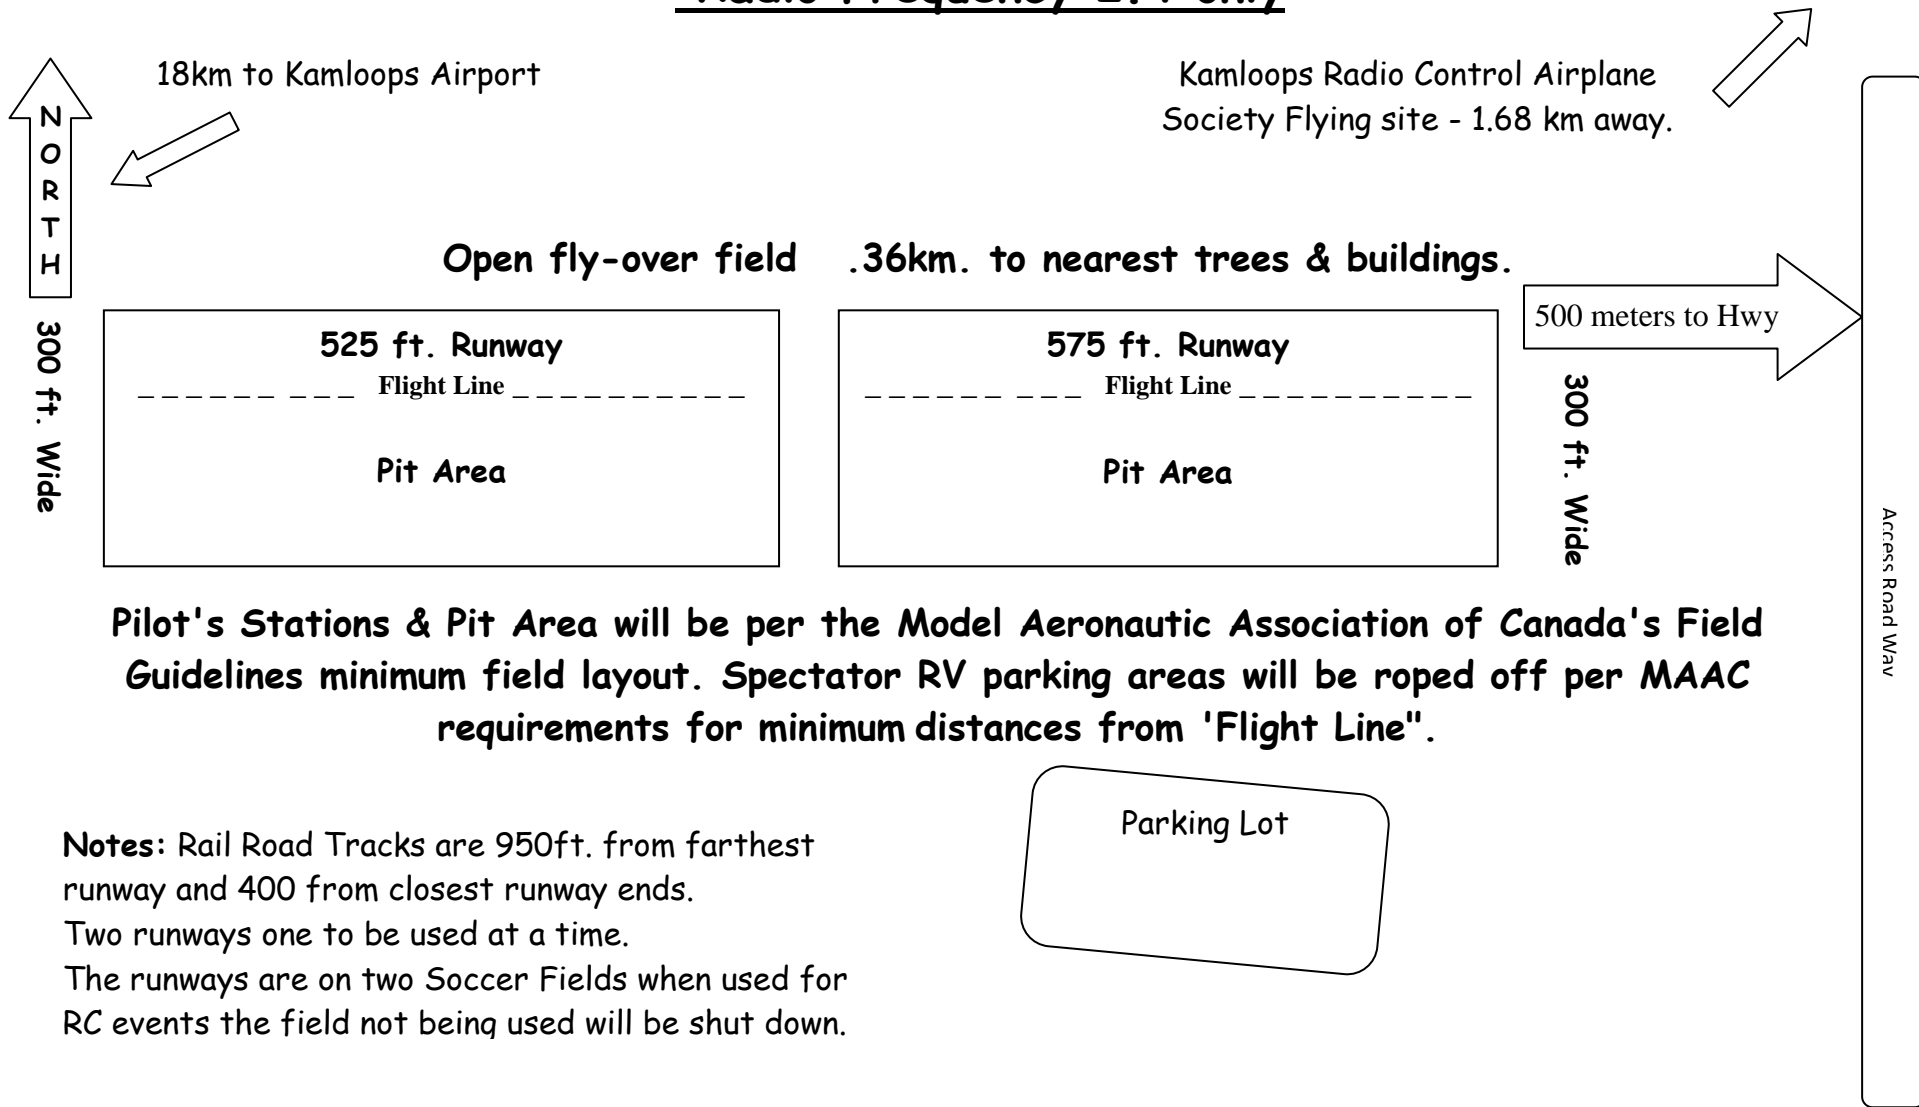 Radio Frequency 2.4 only
18km to Kamloops Airport
Kamloops Radio Control Airplane
Society Flying site - 1.68 km away.
NORTH
Open fly-over field .36km. to nearest trees & buildings.
500 meters to Hwy
300 ft. Wide
525 ft. Runway
_ _ _ _ _ _ _ _ _ Flight Line _ _ _ _ _ _ _ _ _ _
Pit Area
575 ft. Runway
_ _ _ _ _ _ _ _ _ Flight Line _ _ _ _ _ _ _ _ _ _
Pit Area
300 ft. Wide
Access Road Way
Pilot's Stations & Pit Area will be per the Model Aeronautic Association of Canada's Field
Guidelines minimum field layout. Spectator RV parking areas will be roped off per MAAC
requirements for minimum distances from 'Flight Line".
Parking Lot
Notes: Rail Road Tracks are 950ft. from farthest
runway and 400 from closest runway ends.
Two runways one to be used at a time.
The runways are on two Soccer Fields when used for
RC events the field not being used will be shut down.